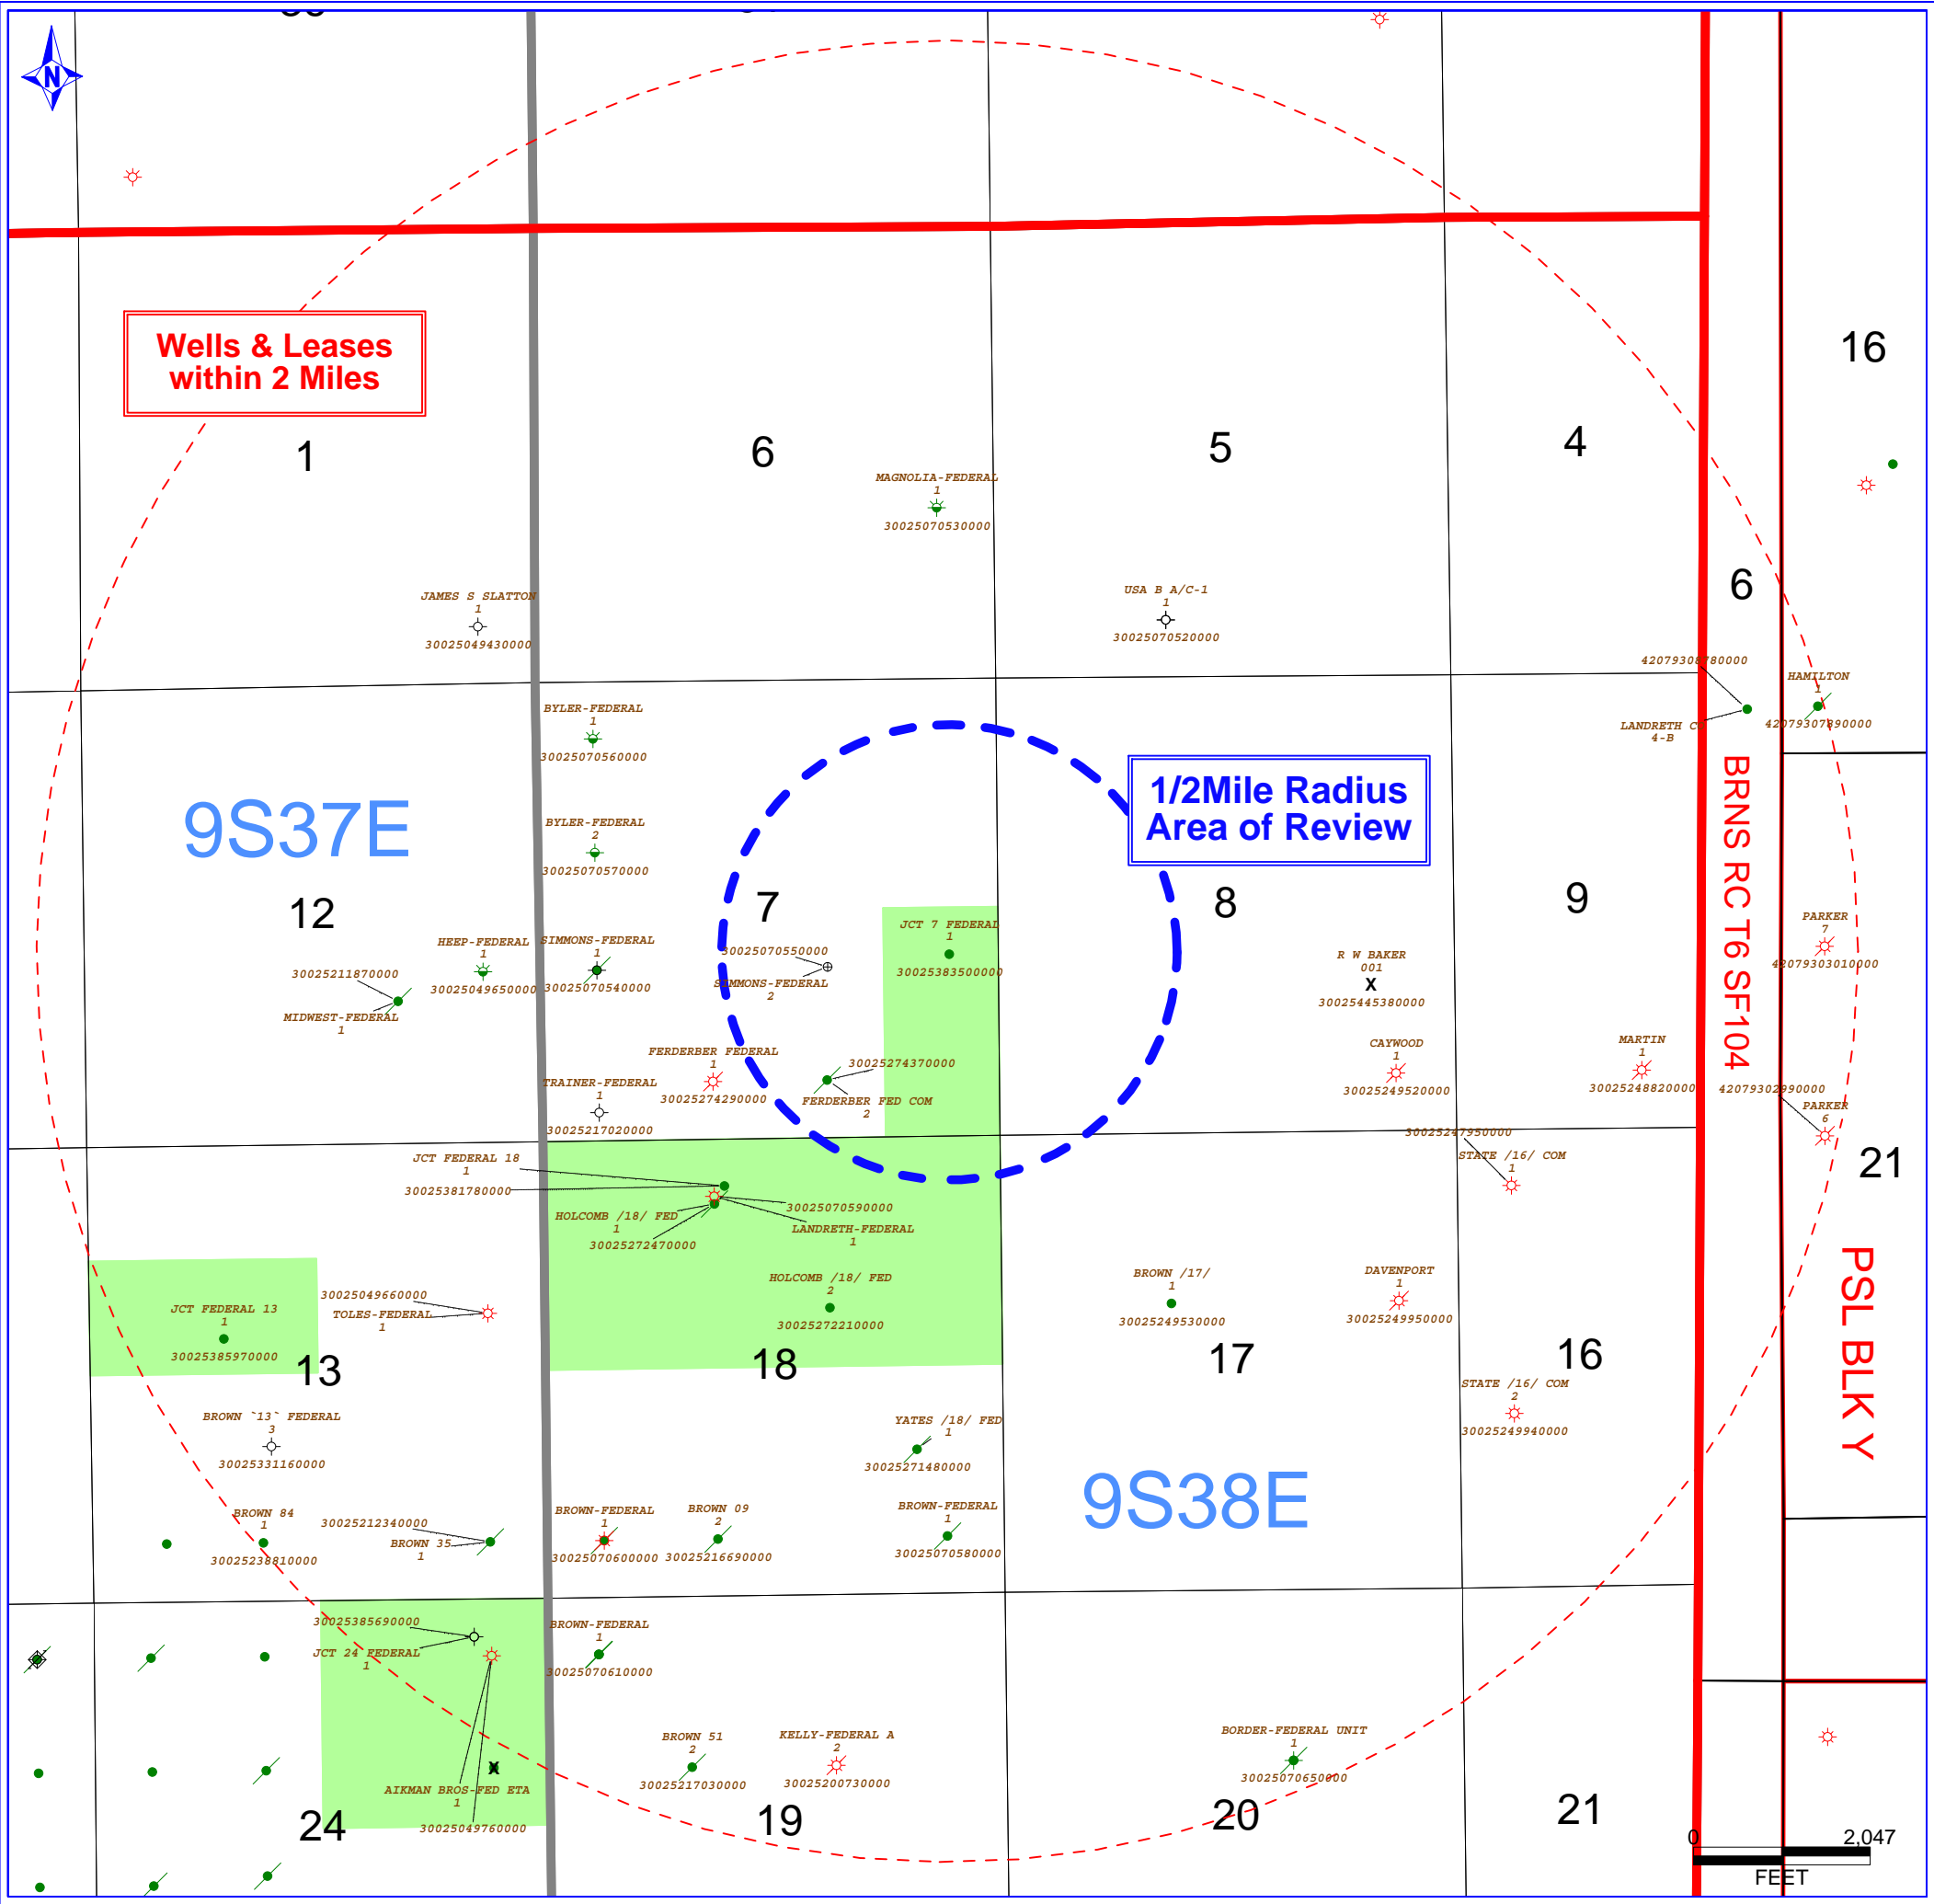 N
Wells & Leases
within 2 Miles
16
1
6
5
4
MAGNOLIA-FEDERAL
1
30025070530000
JAMES S SLATTON
1
30025049430000
USA B A/C-1
1
30025070520000
6
42079308780000
LANDRETH
4-B
HAMILTON
1
42079307890000
BYLER-FEDERAL
1
30025070560000
1/2Mile Radius
Area of Review
9S37E
BYLER-FEDERAL
2
30025070570000
BRNS RC T6 SF104
12
7
8
9
JCT 7 FEDERAL
1
30025383500000
PARKER
7
42079303010000
HEEP-FEDERAL
1
30025049650000
SIMMONS-FEDERAL
1
30025070540000
30025070550000
SIMMONS-FEDERAL
2
R W BAKER
001
X
30025445380000
30025211870000
MIDWEST-FEDERAL
1
FERDERBER FEDERAL
1
30025274290000
30025274370000
FERDERBER FED COM
2
CAYWOOD
1
30025249520000
MARTIN
1
30025248820000
TRAINER-FEDERAL
1
30025217020000
42079302990000
PARKER
6
30025247950000
STATE /16/ COM
1
21
JCT FEDERAL 18
1
30025381780000
HOLCOMB /18/ FED
1
30025272470000
30025070590000
LANDRETH-FEDERAL
1
PSL BLK Y
HOLCOMB /18/ FED
2
30025272210000
BROWN /17/
1
30025249530000
DAVENPORT
1
30025249950000
30025049660000
TOLES-FEDERAL
1
JCT FEDERAL 13
1
30025385970000
13
18
17
16
STATE /16/ COM
2
30025249940000
BROWN `13` FEDERAL
3
30025331160000
YATES /18/ FED
1
30025271480000
9S38E
BROWN 84
1
30025238810000
30025212340000
BROWN 35
1
BROWN-FEDERAL
1
30025070600000
BROWN 09
2
30025216690000
BROWN-FEDERAL
1
30025070580000
30025385690000
JCT 24 FEDERAL
1
BROWN-FEDERAL
1
30025070610000
BROWN 51
2
30025217030000
KELLY-FEDERAL A
2
30025200730000
BORDER-FEDERAL UNIT
1
30025070650000
X
AIKMAN BROS-FED ETA
1
30025049760000
24
19
20
21
0 2,047
FEET